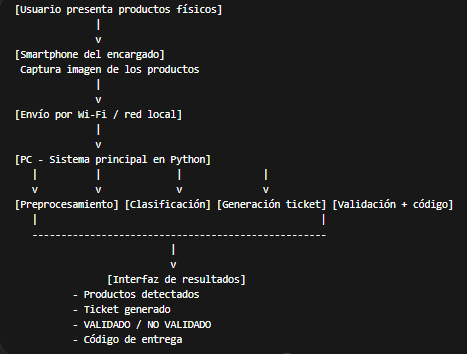 [Usuario presenta productos físicos]
|
v
[Smartphone del encargado]
Captura imagen de los productos
|
v
[Envío por Wi-Fi / red local]
|
v
[PC - Sistema principal en Python]
| | | |
v v v v
[Preprocesamiento] [Clasificación] [Generación ticket] [Validación + código]
| |
---------------------------------------------------
|
v
[Interfaz de resultados]
- Productos detectados
- Ticket generado
- VALIDADO / NO VALIDADO
- Código de entrega